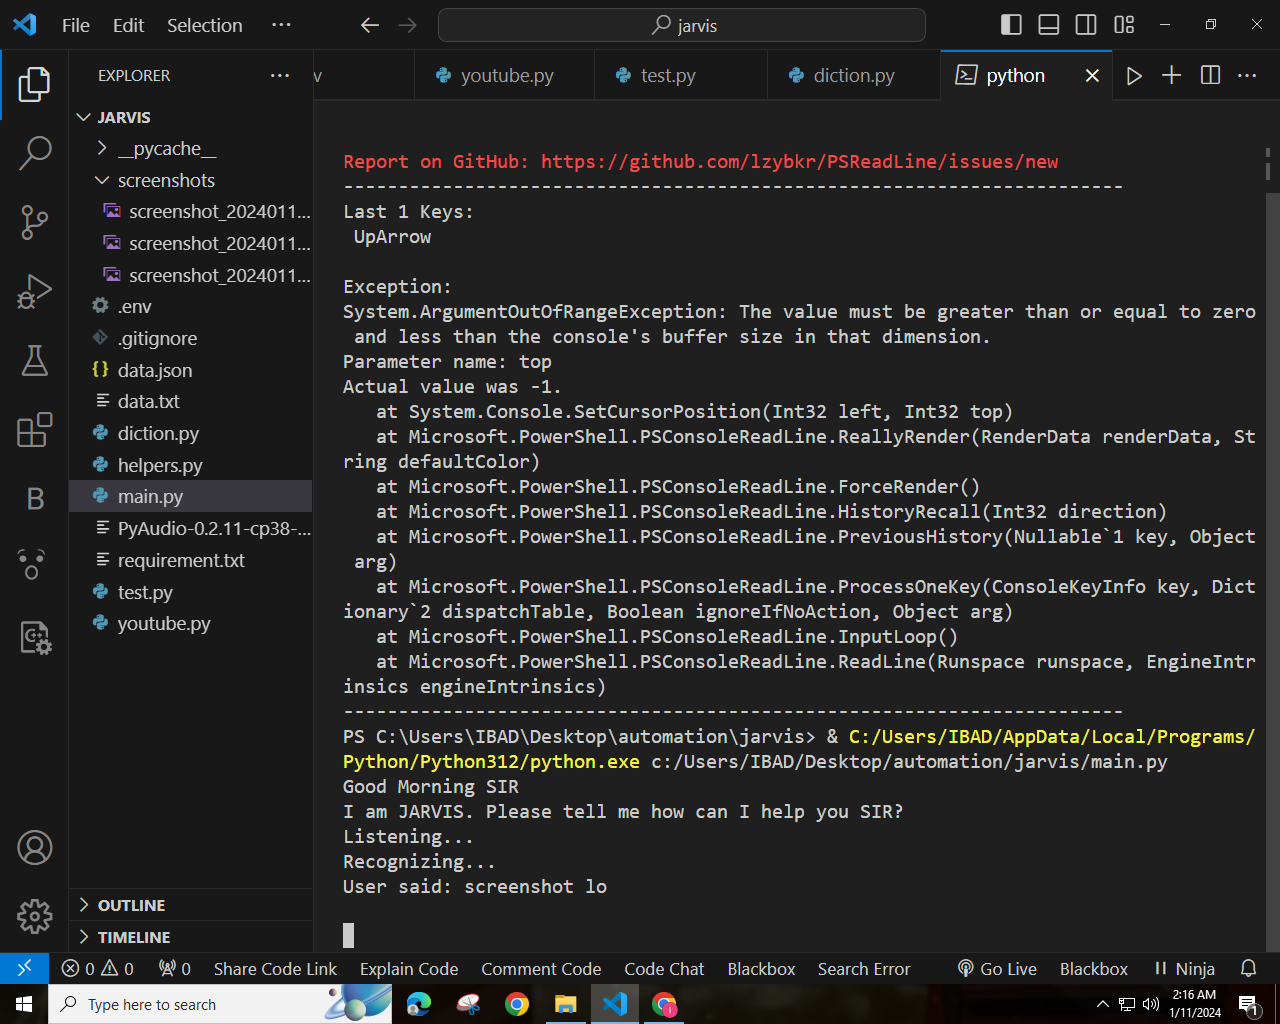 File Edit Selection ···
jarvis
EXPLORER ···
v
youtube.py
test.py
diction.py
python
JARVIS
__pycache__
screenshots
screenshot_20240111...
screenshot_20240111...
screenshot_20240111...
.env
.gitignore
data.json
data.txt
diction.py
helpers.py
main.py
PyAudio-0.2.11-cp38-...
requirement.txt
test.py
youtube.py
OUTLINE
TIMELINE
Report on GitHub: https://github.com/lzybkr/PSReadLine/issues/new
-----------------------------------------------------------------------
Last 1 Keys:
UpArrow
Exception:
System.ArgumentOutOfRangeException: The value must be greater than or equal to zero
and less than the console's buffer size in that dimension.
Parameter name: top
Actual value was -1.
at System.Console.SetCursorPosition(Int32 left, Int32 top)
at Microsoft.PowerShell.PSConsoleReadLine.ReallyRender(RenderData renderData, St
ring defaultColor)
at Microsoft.PowerShell.PSConsoleReadLine.ForceRender()
at Microsoft.PowerShell.PSConsoleReadLine.HistoryRecall(Int32 direction)
at Microsoft.PowerShell.PSConsoleReadLine.PreviousHistory(Nullable`1 key, Object
arg)
at Microsoft.PowerShell.PSConsoleReadLine.ProcessOneKey(ConsoleKeyInfo key, Dict
ionary`2 dispatchTable, Boolean ignoreIfNoAction, Object arg)
at Microsoft.PowerShell.PSConsoleReadLine.InputLoop()
at Microsoft.PowerShell.PSConsoleReadLine.ReadLine(Runspace runspace, EngineIntr
insics engineIntrinsics)
-----------------------------------------------------------------------
PS C:\Users\IBAD\Desktop\automation\jarvis> & C:/Users/IBAD/AppData/Local/Programs/
Python/Python312/python.exe c:/Users/IBAD/Desktop/automation/jarvis/main.py
Good Morning SIR
I am JARVIS. Please tell me how can I help you SIR?
Listening...
Recognizing...
User said: screenshot lo
0 0 0 Share Code Link Explain Code Comment Code Code Chat Blackbox Search Error Go Live Blackbox Ninja
Type here to search
2:16 AM
1/11/2024
1